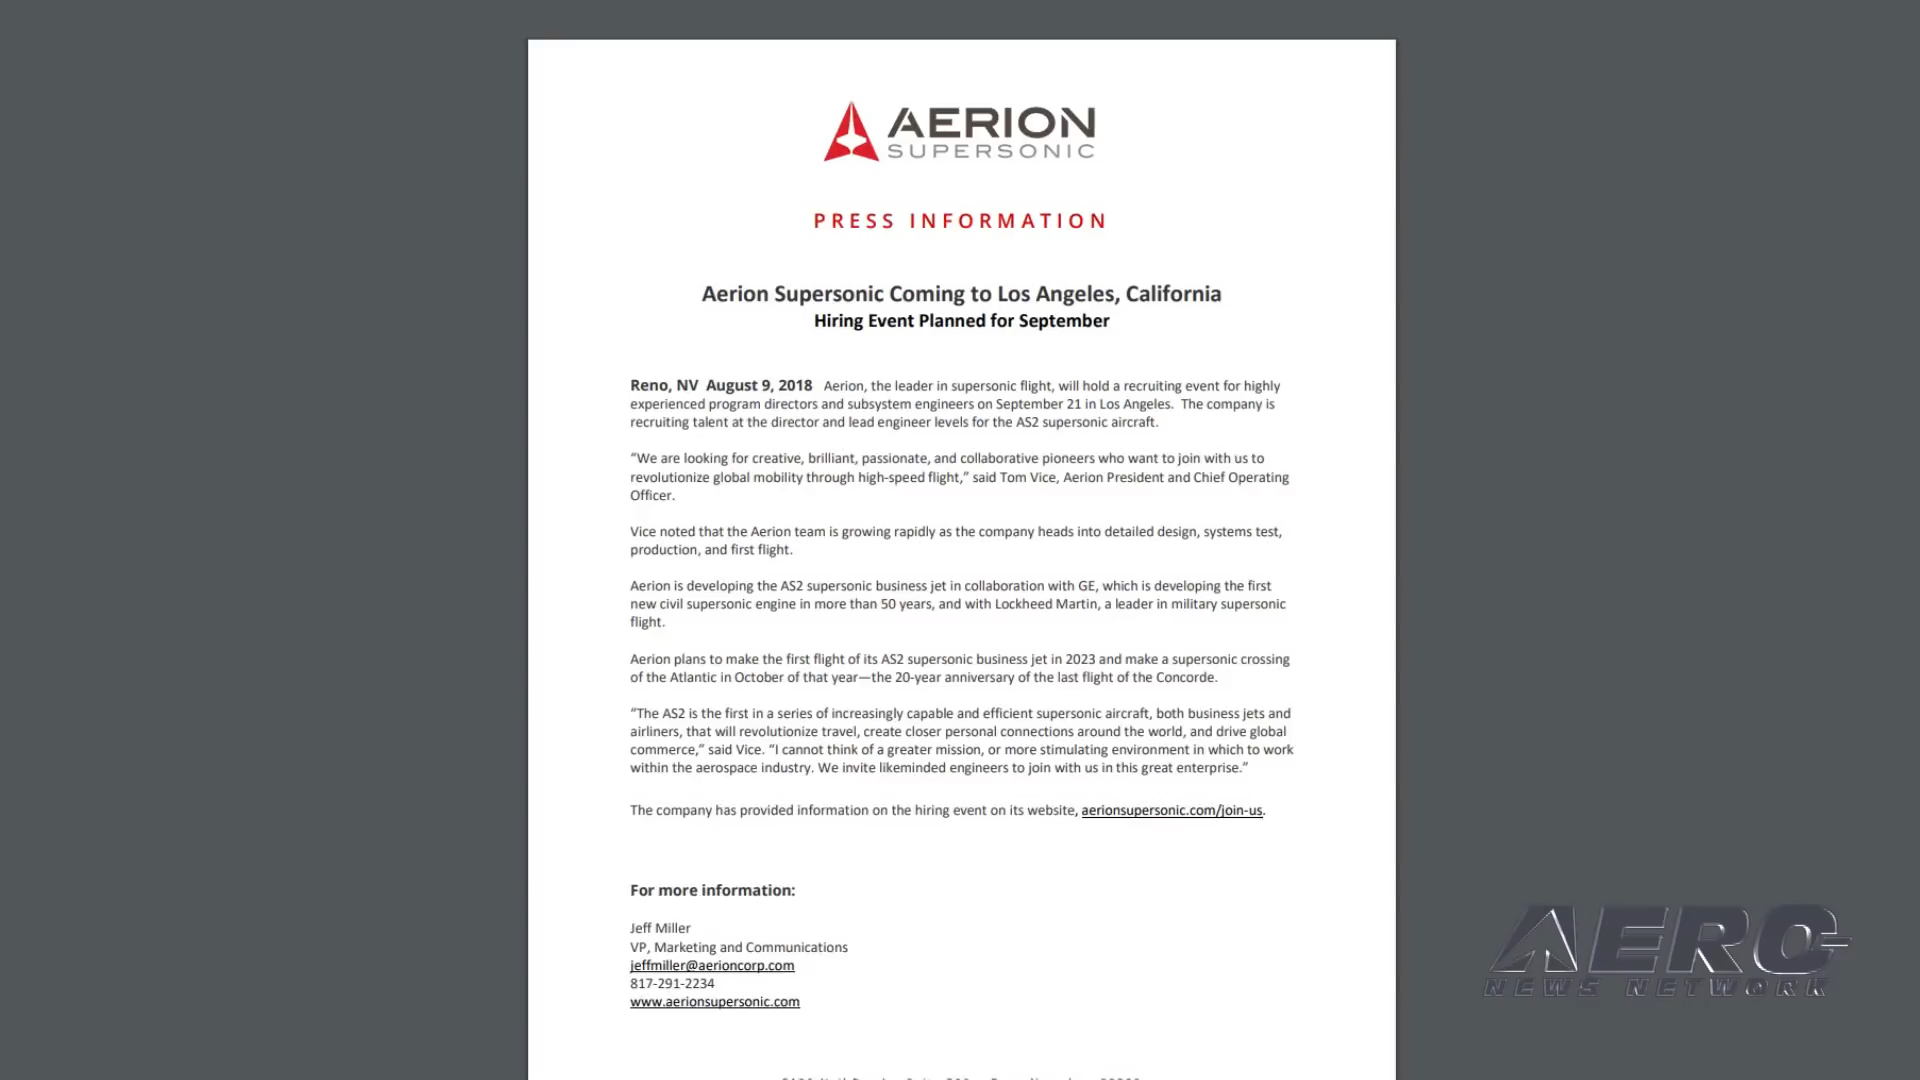 AERION
SUPERSONIC
PRESS INFORMATION
Aerion Supersonic Coming to Los Angeles, California
Hiring Event Planned for September
Reno, NV  August 9, 2018   Aerion, the leader in supersonic flight, will hold a recruiting event for highly
experienced program directors and subsystem engineers on September 21 in Los Angeles.  The company is
recruiting talent at the director and lead engineer levels for the AS2 supersonic aircraft.
“We are looking for creative, brilliant, passionate, and collaborative pioneers who want to join with us to
revolutionize global mobility through high-speed flight,” said Tom Vice, Aerion President and Chief Operating
Officer.
Vice noted that the Aerion team is growing rapidly as the company heads into detailed design, systems test,
production, and first flight.
Aerion is developing the AS2 supersonic business jet in collaboration with GE, which is developing the first
new civil supersonic engine in more than 50 years, and with Lockheed Martin, a leader in military supersonic
flight.
Aerion plans to make the first flight of its AS2 supersonic business jet in 2023 and make a supersonic crossing
of the Atlantic in October of that year—the 20-year anniversary of the last flight of the Concorde.
“The AS2 is the first in a series of increasingly capable and efficient supersonic aircraft, both business jets and
airliners, that will revolutionize travel, create closer personal connections around the world, and drive global
commerce,” said Vice. “I cannot think of a greater mission, or more stimulating environment in which to work
within the aerospace industry. We invite likeminded engineers to join with us in this great enterprise.”
The company has provided information on the hiring event on its website, aerionsupersonic.com/join-us.
For more information:
Jeff Miller
VP, Marketing and Communications
jeffmiller@aerioncorp.com
817-291-2234
www.aerionsupersonic.com
AERO
NEWS NETWORK